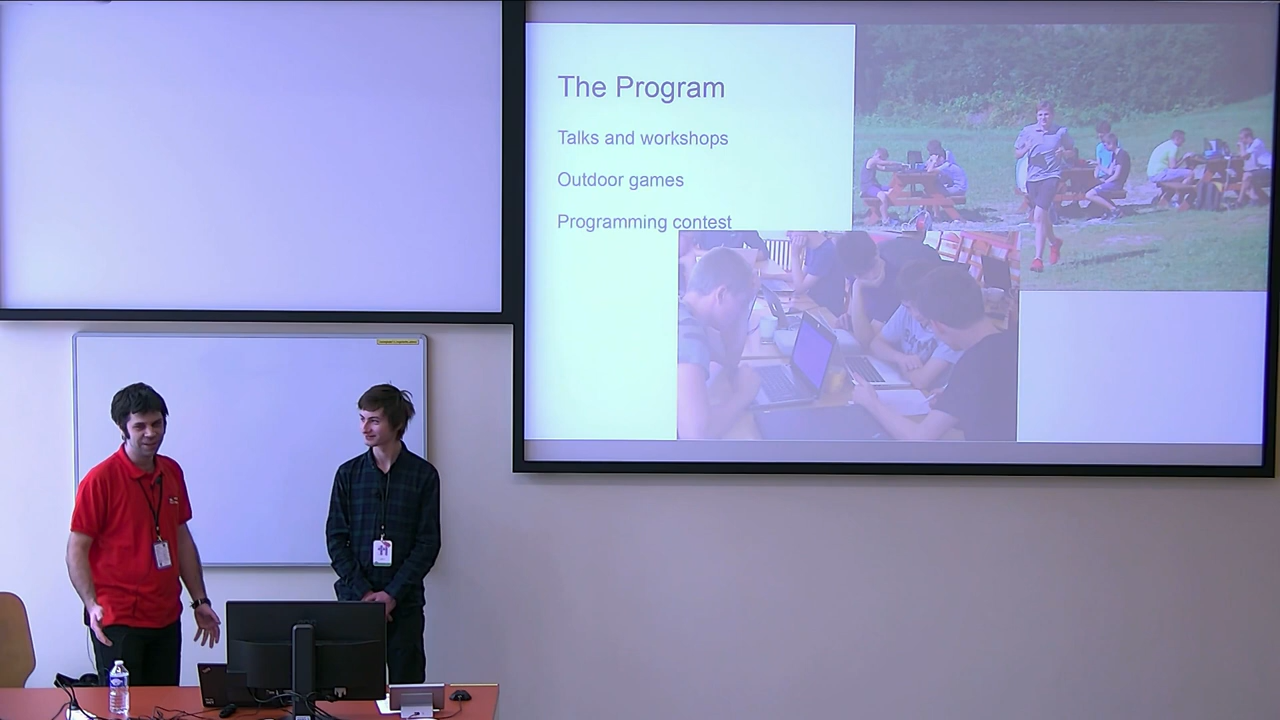 The Program
Talks and workshops
Outdoor games
Programming contest